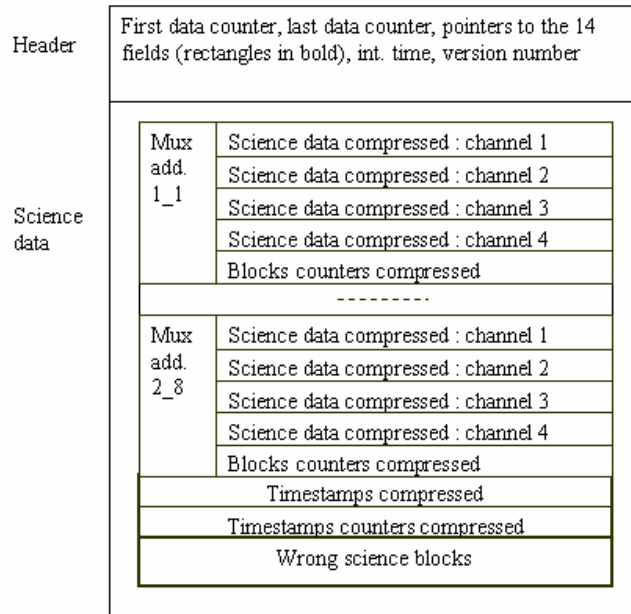 Header
First data counter, last data counter, pointers to the 14
fields (rectangles in bold), int. time, version number
Science
data
Mux
add.
1_1
Science data compressed : channel 1
Science data compressed : channel 2
Science data compressed : channel 3
Science data compressed : channel 4
Blocks counters compressed
---------·
Mux
add.
2_8
Science data compressed : channel 1
Science data compressed : channel 2
Science data compressed : channel 3
Science data compressed : channel 4
Blocks counters compressed
Timestamps compressed
Timestamps counters compressed
Wrong science blocks